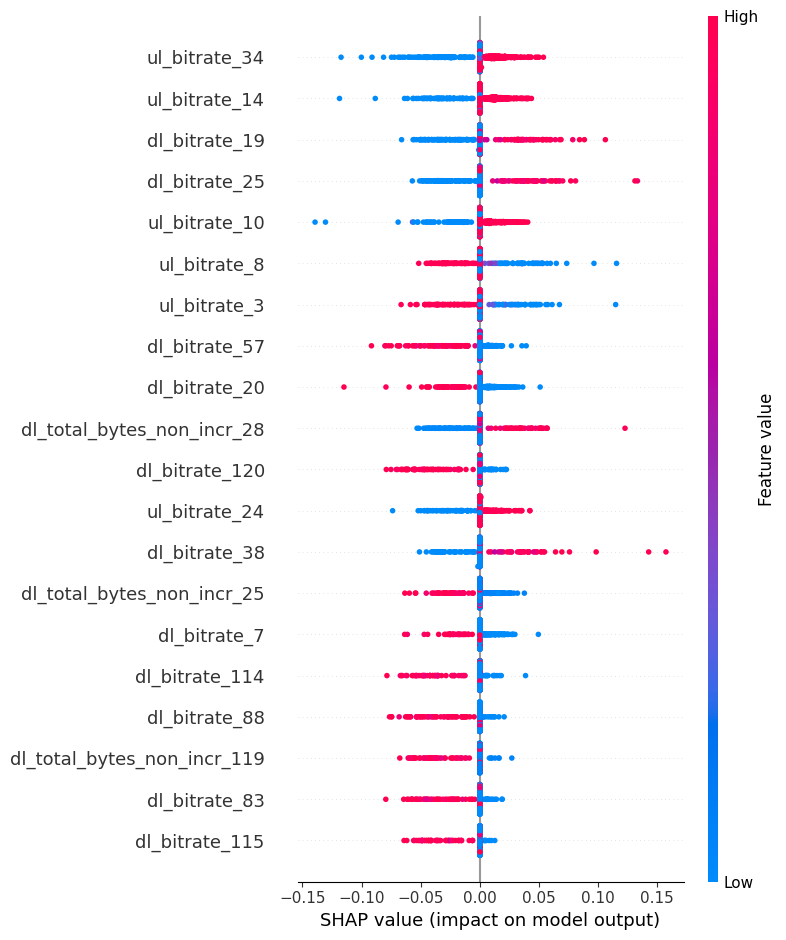 High
ul_bitrate_34
ul_bitrate_14
dl_bitrate_19
dl_bitrate_25
ul_bitrate_10
ul_bitrate_8
ul_bitrate_3
dl_bitrate_57
dl_bitrate_20
dl_total_bytes_non_incr_28
dl_bitrate_120
ul_bitrate_24
dl_bitrate_38
dl_total_bytes_non_incr_25
dl_bitrate_7
dl_bitrate_114
dl_bitrate_88
dl_total_bytes_non_incr_119
dl_bitrate_83
dl_bitrate_115
Feature value
Low
−0.15 −0.10 −0.05 0.00 0.05 0.10 0.15
SHAP value (impact on model output)